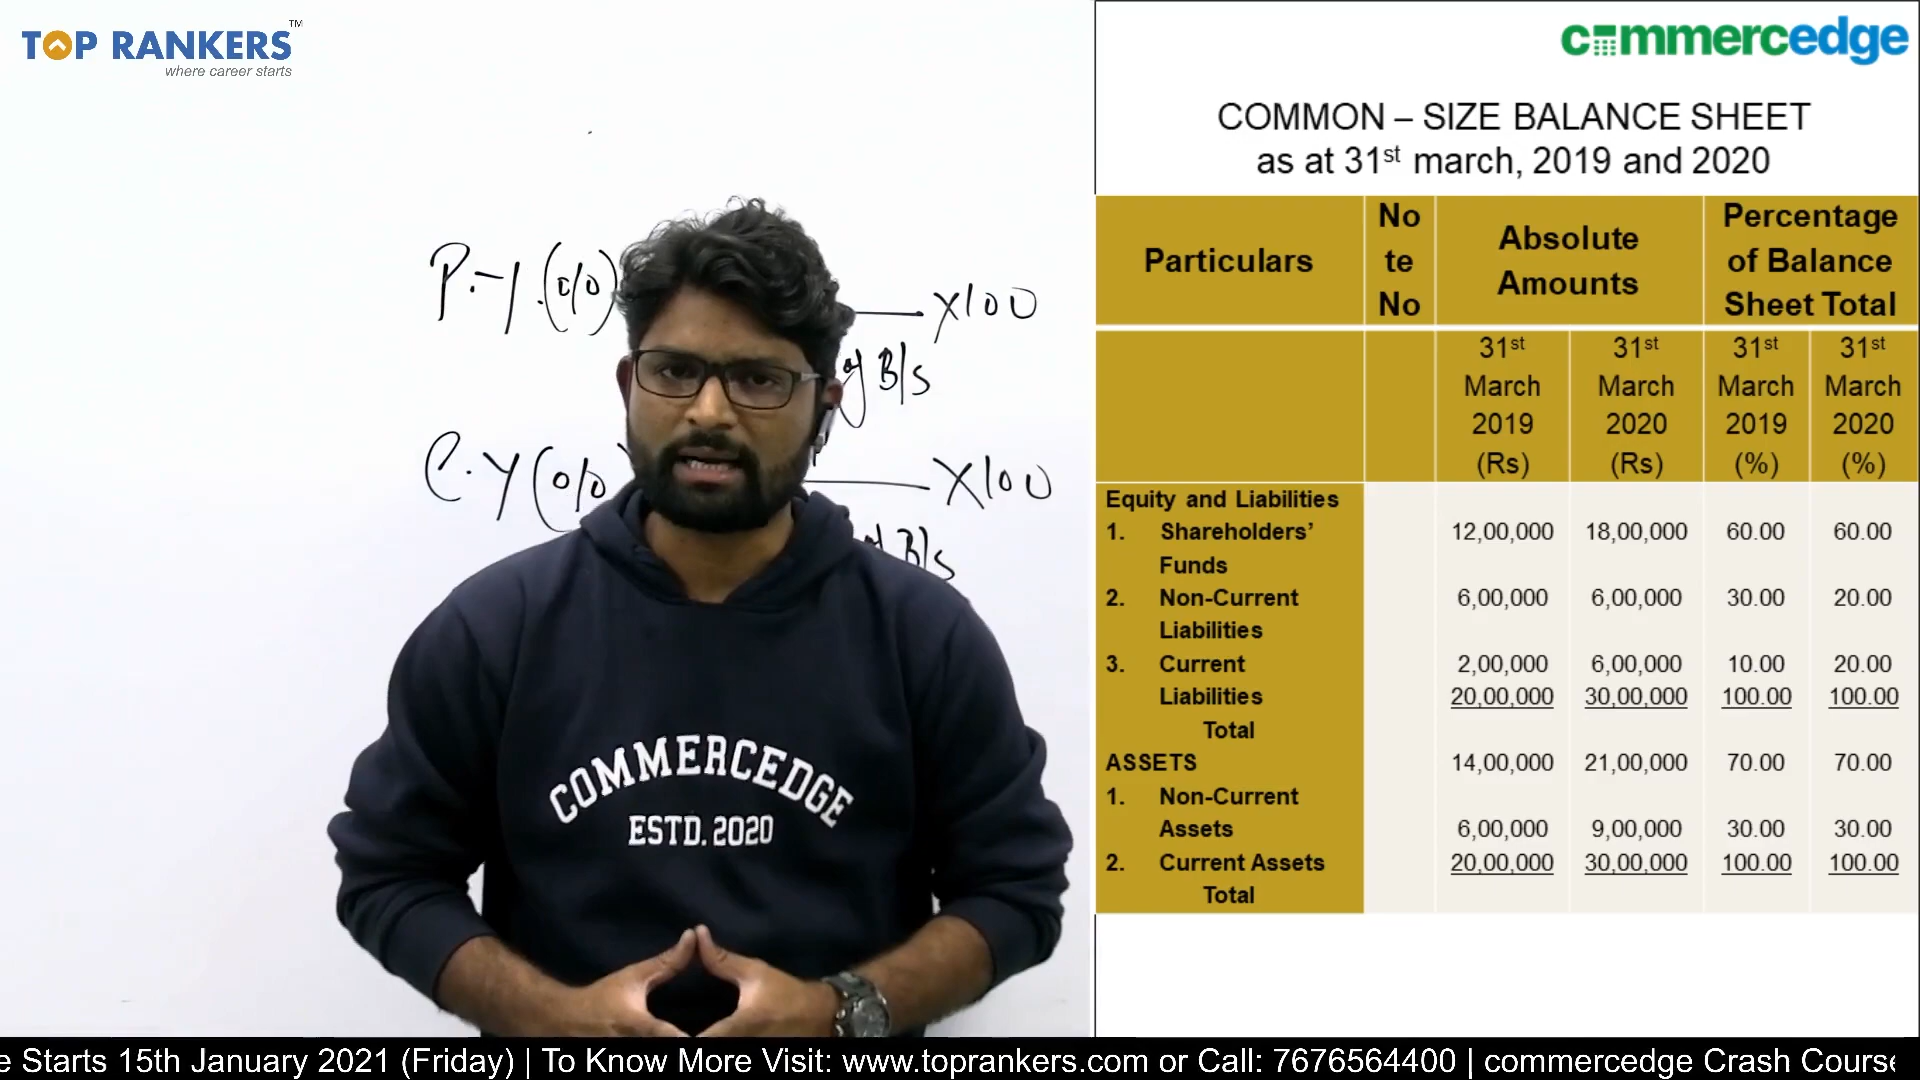 TOP RANKERS™
where career starts
P.Y.(%)
X100
of B/s
C.Y(%)
X100
of B/s
COMMERCEDGE
ESTD. 2020
commercedge
COMMON – SIZE BALANCE SHEET
as at 31st march, 2019 and 2020
Particulars
No
te
No
Absolute
Amounts
Percentage
of Balance
Sheet Total
31st
March
2019
(Rs)
31st
March
2020
(Rs)
31st
March
2019
(%)
31st
March
2020
(%)
Equity and Liabilities
1. Shareholders’ 12,00,000 18,00,000 60.00 60.00
Funds
2. Non-Current 6,00,000 6,00,000 30.00 20.00
Liabilities
3. Current 2,00,000 6,00,000 10.00 20.00
Liabilities 20,00,000 30,00,000 100.00 100.00
Total
ASSETS 14,00,000 21,00,000 70.00 70.00
1. Non-Current
Assets 6,00,000 9,00,000 30.00 30.00
2. Current Assets 20,00,000 30,00,000 100.00 100.00
Total
e Starts 15th January 2021 (Friday) | To Know More Visit: www.toprankers.com or Call: 7676564400 | commercedge Crash Course